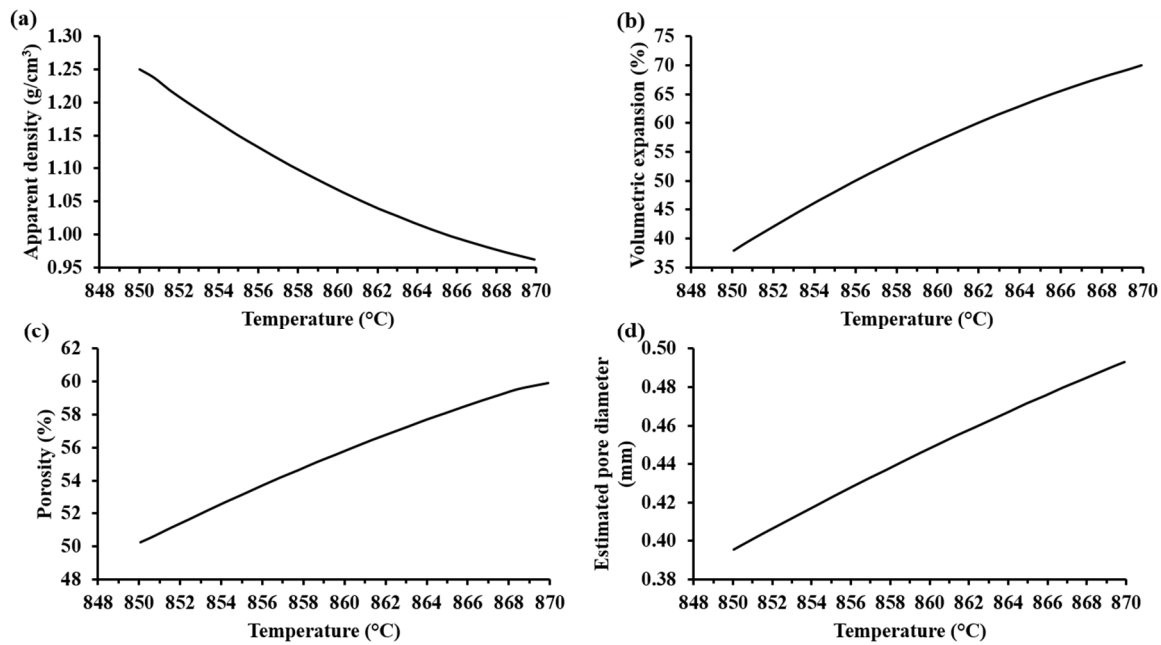 (a)
Apparent density (g/cm³)
1.30
1.25
1.20
1.15
1.10
1.05
1.00
0.95
848 850 852 854 856 858 860 862 864 866 868 870
Temperature (°C)
(b)
Volumetric expansion (%)
75
70
65
60
55
50
45
40
35
848 850 852 854 856 858 860 862 864 866 868 870
Temperature (°C)
(c)
Porosity (%)
62
60
58
56
54
52
50
48
848 850 852 854 856 858 860 862 864 866 868 870
Temperature (°C)
(d)
Estimated pore diameter
(mm)
0.50
0.48
0.46
0.44
0.42
0.40
0.38
848 850 852 854 856 858 860 862 864 866 868 870
Temperature (°C)